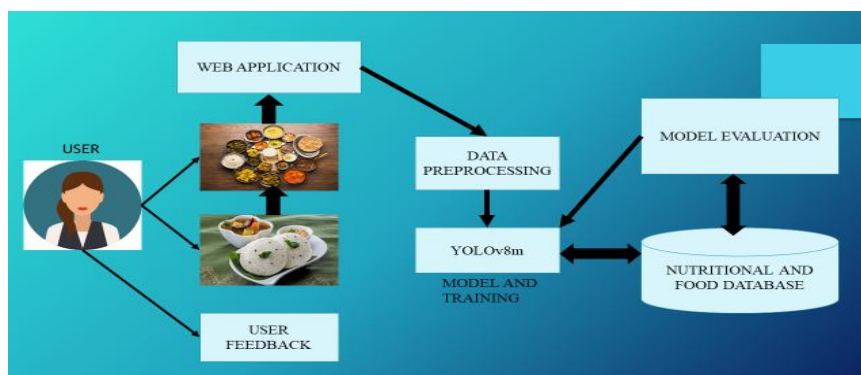 WEB APPLICATION
USER
DATA
PREPROCESSING
MODEL EVALUATION
YOLOv8m
MODEL AND
TRAINING
NUTRITIONAL AND
FOOD DATABASE
USER
FEEDBACK